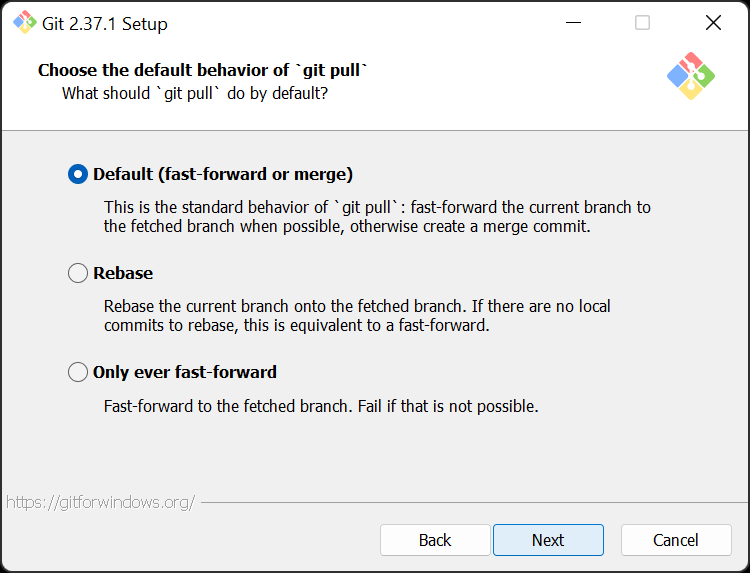 Git 2.37.1 Setup
Choose the default behavior of `git pull`
What should `git pull` do by default?
Default (fast-forward or merge)
This is the standard behavior of `git pull`: fast-forward the current branch to
the fetched branch when possible, otherwise create a merge commit.
Rebase
Rebase the current branch onto the fetched branch. If there are no local
commits to rebase, this is equivalent to a fast-forward.
Only ever fast-forward
Fast-forward to the fetched branch. Fail if that is not possible.
https://gitforwindows.org/
Back Next Cancel